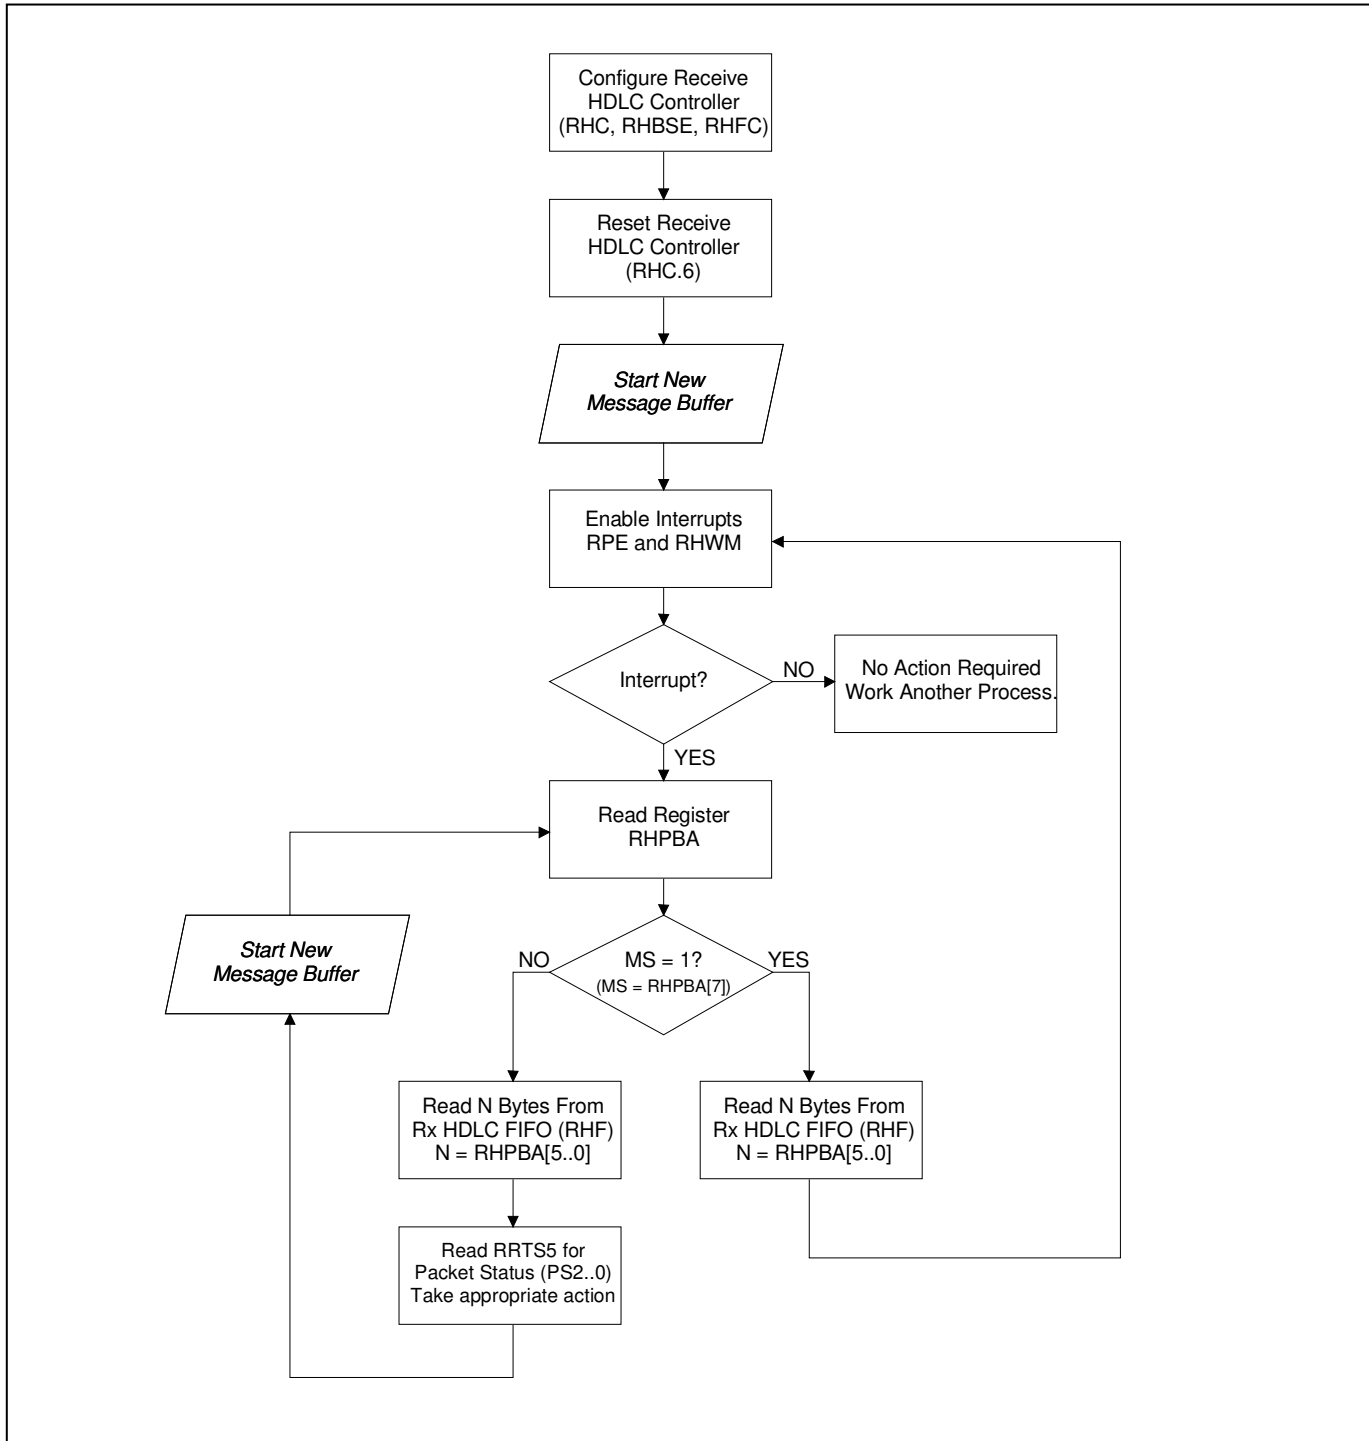 Configure Receive
HDLC Controller
(RHC, RHBSE, RHFC)
Reset Receive
HDLC Controller
(RHC.6)
Start New
Message Buffer
Enable Interrupts
RPE and RHWM
Interrupt?
NO
No Action Required
Work Another Process.
YES
Read Register
RHPBA
Start New
Message Buffer
NO
MS = 1?
(MS = RHPBA[7])
YES
Read N Bytes From
Rx HDLC FIFO (RHF)
N = RHPBA[5..0]
Read N Bytes From
Rx HDLC FIFO (RHF)
N = RHPBA[5..0]
Read RRTS5 for
Packet Status (PS2..0)
Take appropriate action